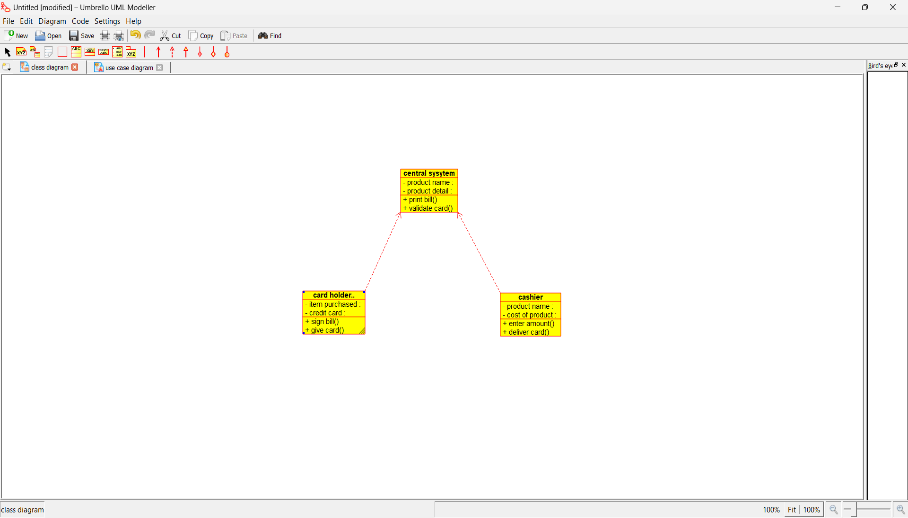 Untitled [modified] – Umbrello UML Modeller
File Edit Diagram Code Settings Help
New Open Save Cut Copy Paste Find
class diagram use case diagram
Bird's eye
central sysytem
- product name :
- product detail :
+ print bill()
+ validate card()
card holder..
item purchased :
- credit card :
+ sign bill()
+ give card()
cashier
product name :
- cost of product :
+ enter amount()
+ deliver card()
class diagram 100% Fit 100%